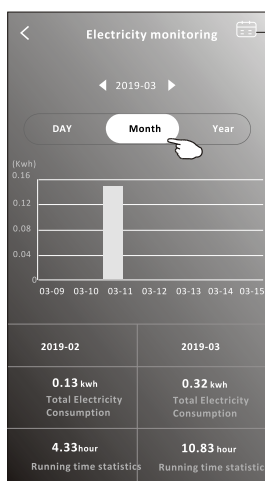 Electricity monitoring
2019-03
DAY Month Year
(Kwh)
0.16
0.12
0.08
0.04
0
03-09 03-10 03-11 03-12 03-13 03-14 03-15
2019-02 2019-03
0.13 kwh 0.32 kwh
Total Electricity Total Electricity
Consumption Consumption
4.33hour 10.83 hour
Running time statistics Running time statistic